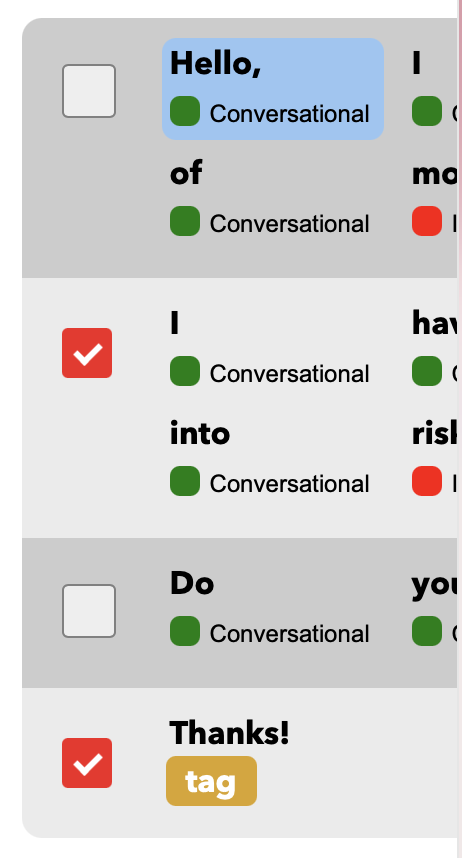 Hello, I
Conversational
of
Conversational
I
Conversational
into
Conversational
Do
Conversational
Thanks!
tag